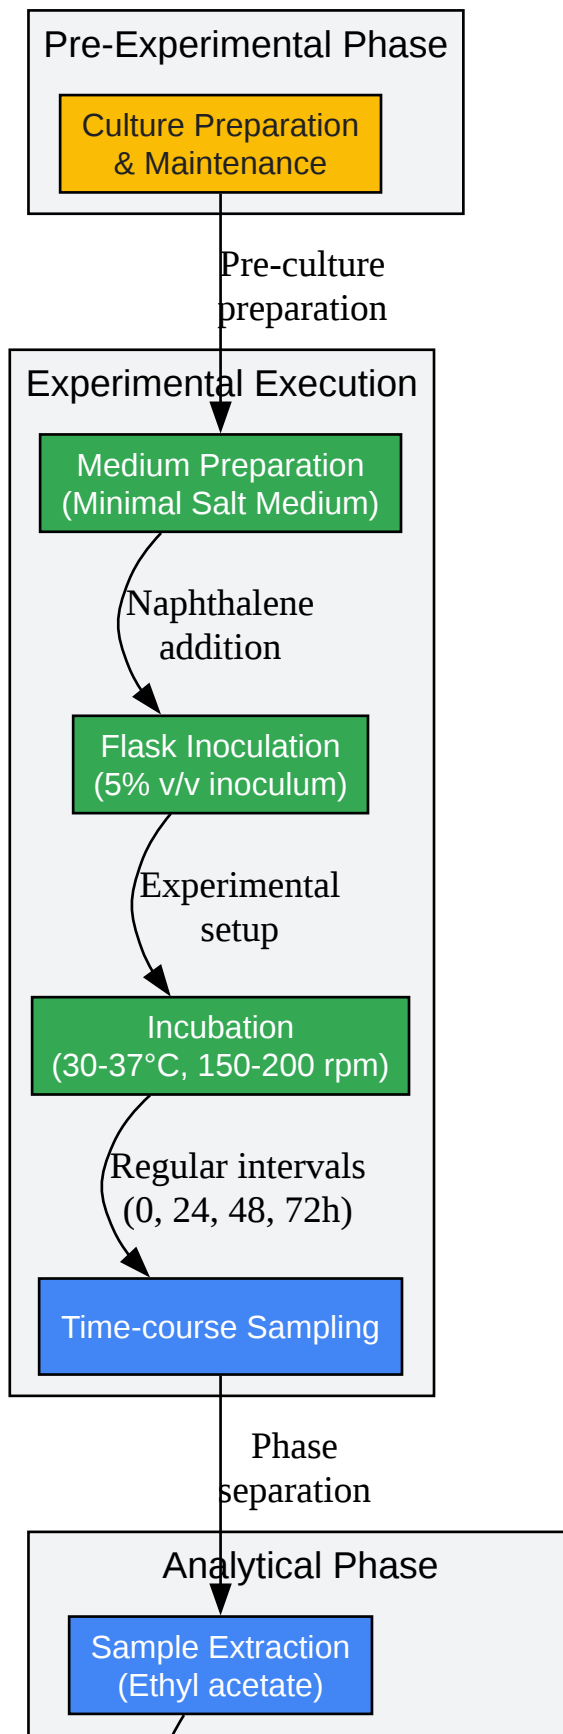 Pre-Experimental Phase
Culture Preparation
& Maintenance
Pre-culture
preparation
Experimental Execution
Medium Preparation
(Minimal Salt Medium)
Naphthalene
addition
Flask Inoculation
(5% v/v inoculum)
Experimental
setup
Incubation
(30-37°C, 150-200 rpm)
Regular intervals
(0, 24, 48, 72h)
Time-course Sampling
Phase
separation
Analytical Phase
Sample Extraction
(Ethyl acetate)